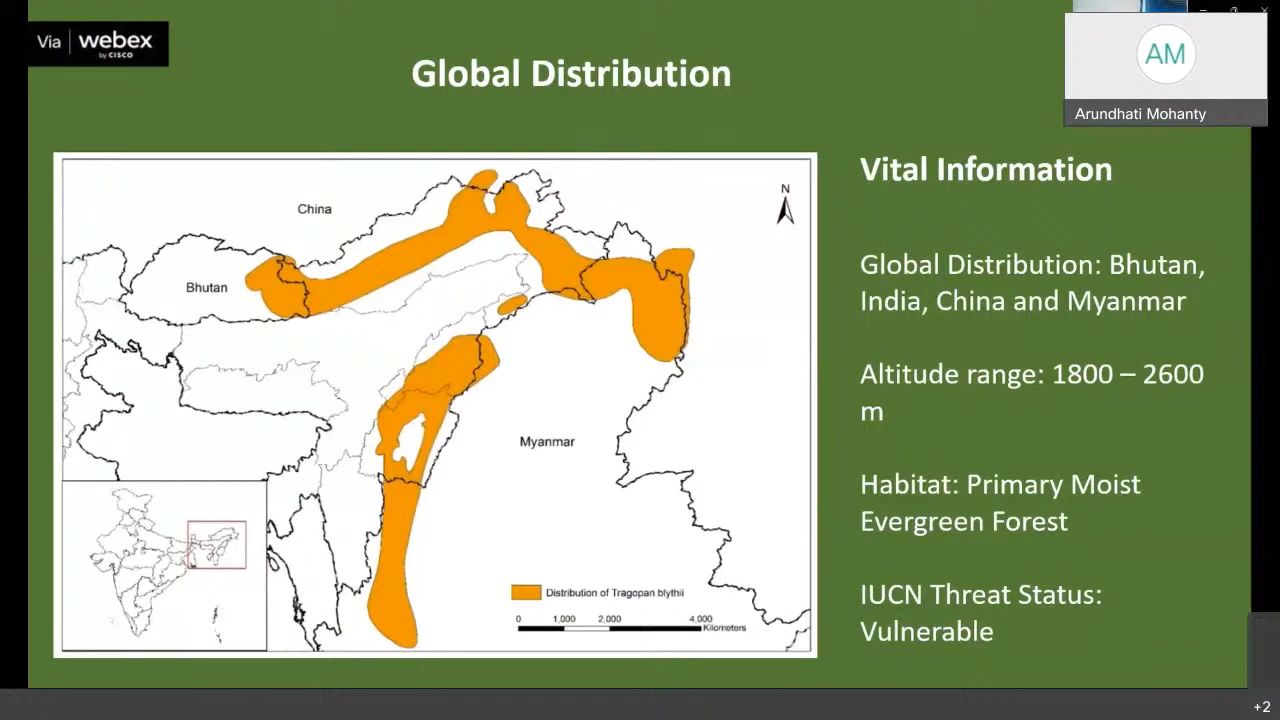 Via webex
by CISCO
Global Distribution
AM
Arundhati Mohanty
Vital Information
China
N
Bhutan
Global Distribution: Bhutan,
India, China and Myanmar
Altitude range: 1800 – 2600
m
Myanmar
Habitat: Primary Moist
Evergreen Forest
Distribution of Tragopan blythii
0 1,000 2,000 4,000
Kilometers
IUCN Threat Status:
Vulnerable
+2